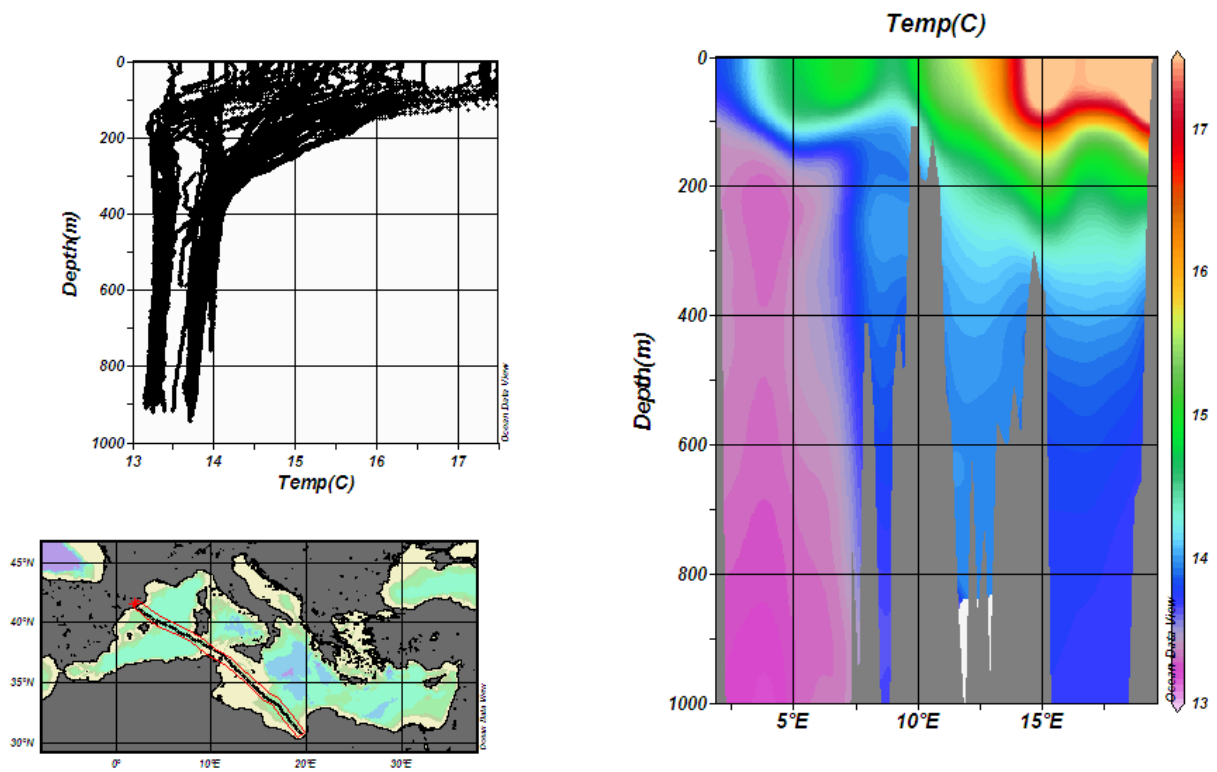 Temp(C)
0
200
400
600
800
1000
Depth(m)
13
14
15
16
17
Temp(C)
Ocean Data View
45°N
40°N
35°N
30°N
0°
10°E
20°E
30°E
Ocean Data View
0
200
400
600
800
1000
Depth(m)
5°E
10°E
15°E
17
16
15
14
13
Ocean Data View